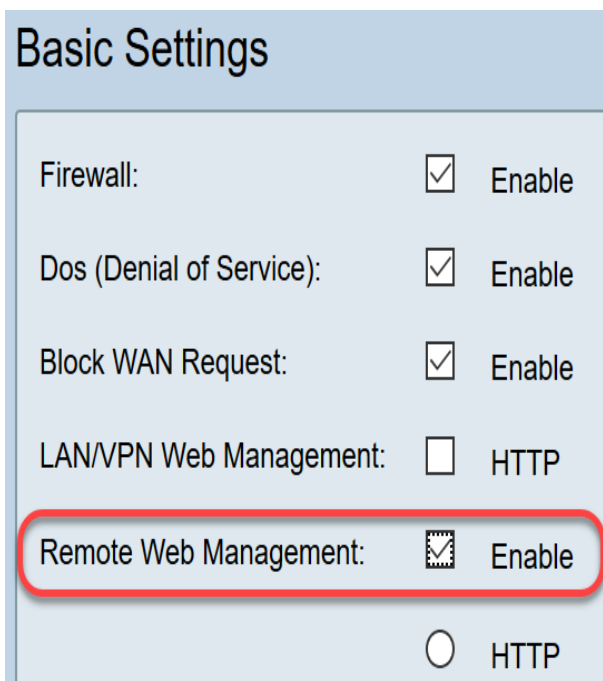 Basic Settings
Firewall: Enable
Dos (Denial of Service): Enable
Block WAN Request: Enable
LAN/VPN Web Management: HTTP
Remote Web Management: Enable
HTTP